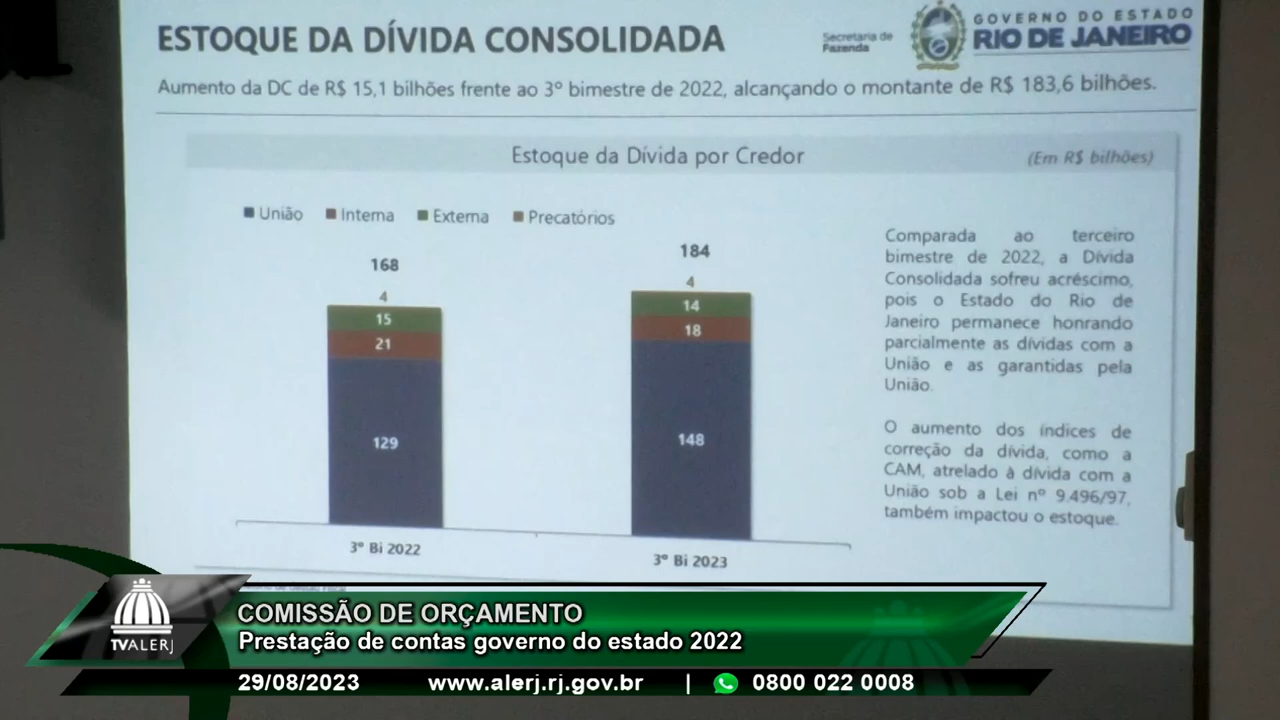 ESTOQUE DA DÍVIDA CONSOLIDADA
Secretaria de
Fazenda
GOVERNO DO ESTADO
RIO DE JANEIRO
Aumento da DC de R$ 15,1 bilhões frente ao 3º bimestre de 2022, alcançando o montante de R$ 183,6 bilhões.
Estoque da Dívida por Credor
(Em R$ bilhões)
União Interna Externa Precatórios
168
4
15
21
129
3º Bi 2022
184
4
14
18
148
3º Bi 2023
Comparada ao terceiro
bimestre de 2022, a Dívida
Consolidada sofreu acréscimo,
pois o Estado do Rio de
Janeiro permanece honrando
parcialmente as dívidas com a
União e as garantidas pela
União.
O aumento dos índices de
correção da dívida, como a
CAM, atrelado à dívida com a
União sob a Lei nº 9.496/97,
também impactou o estoque.
TVALERJ
COMISSÃO DE ORÇAMENTO
Prestação de contas governo do estado 2022
29/08/2023 www.alerj.rj.gov.br | 0800 022 0008